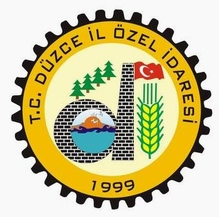 T.C. DÜZCE İL ÖZEL İDARESİ
1999